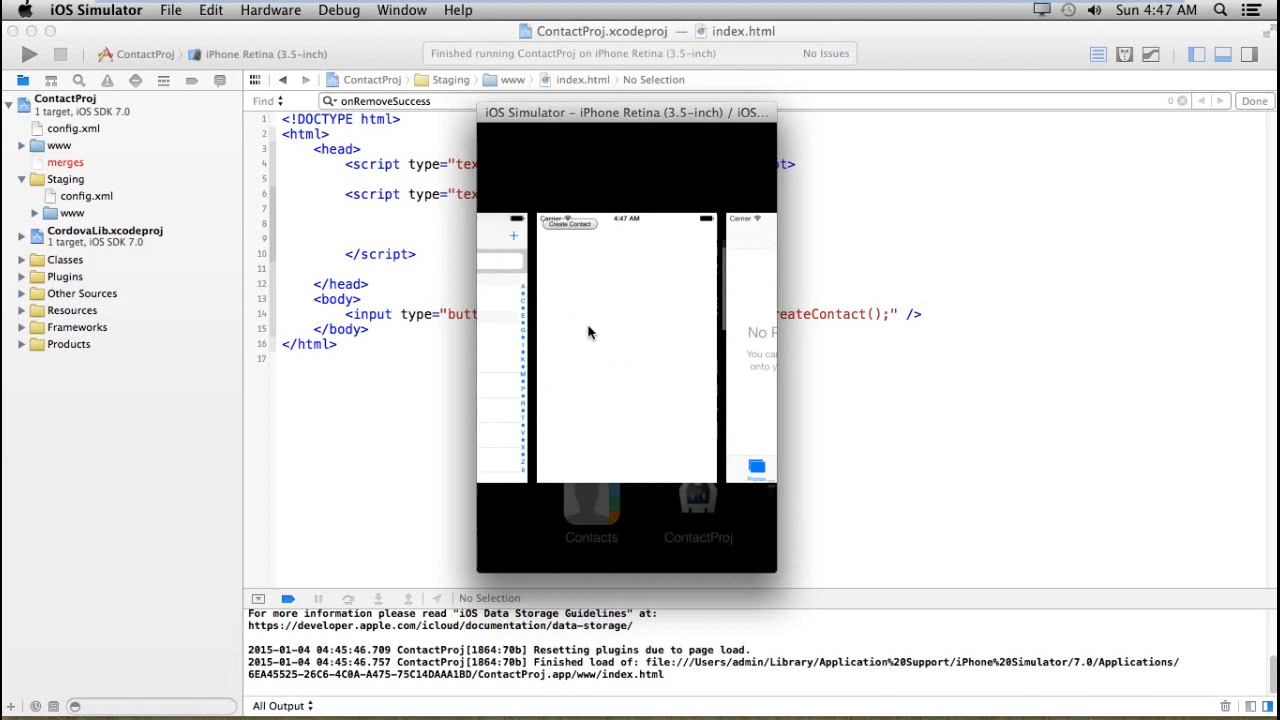 iOS Simulator File Edit Hardware Debug Window Help Sun 4:47 AM
ContactProj.xcodeproj — index.html
ContactProj iPhone Retina (3.5-inch) Finished running ContactProj on iPhone Retina (3.5-inch) No Issues
ContactProj Staging www index.html No Selection
Find onRemoveSuccess 0 Done
ContactProj
1 target, iOS SDK 7.0
config.xml
www
merges
Staging
config.xml
www
CordovaLib.xcodeproj
1 target, iOS SDK 7.0
Classes
Plugins
Other Sources
Resources
Frameworks
Products
1 <!DOCTYPE html>
2 <html>
3 <head>
4 <script type="tex pt>
5
6 <script type="tex
7
8
9
10 </script>
11
12 </head>
13 <body>
14 <input type="butt reateContact();" />
15 </body>
16 </html>
17
iOS Simulator – iPhone Retina (3.5-inch) / iOS...
Carrier 4:47 AM
Create Contact
Carrier
+
No P
You can
onto y
Photos
Contacts ContactProj
No Selection
For more information please read "iOS Data Storage Guidelines" at:
https://developer.apple.com/icloud/documentation/data-storage/
2015-01-04 04:45:46.709 ContactProj[1864:70b] Resetting plugins due to page load.
2015-01-04 04:45:46.757 ContactProj[1864:70b] Finished load of: file:///Users/admin/Library/Application%20Support/iPhone%20Simulator/7.0/Applications/
6EA45525-26C6-4C0A-A475-75C14DAAA1BD/ContactProj.app/www/index.html
All Output